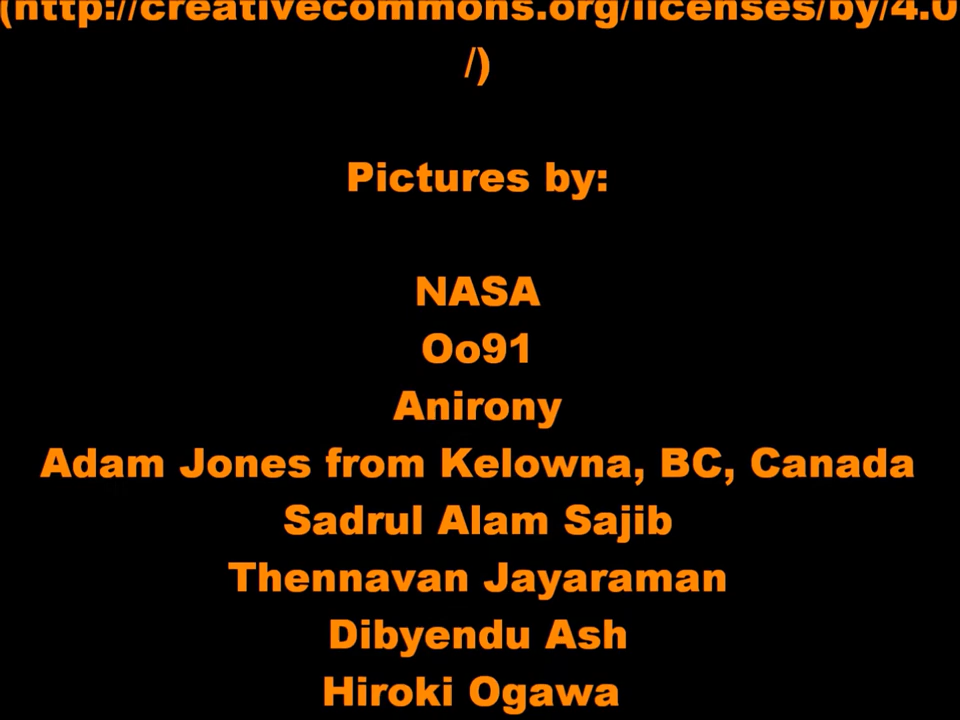 (http://creativecommons.org/licenses/by/4.0
/)
Pictures by:
NASA
Oo91
Anirony
Adam Jones from Kelowna, BC, Canada
Sadrul Alam Sajib
Thennavan Jayaraman
Dibyendu Ash
Hiroki Ogawa